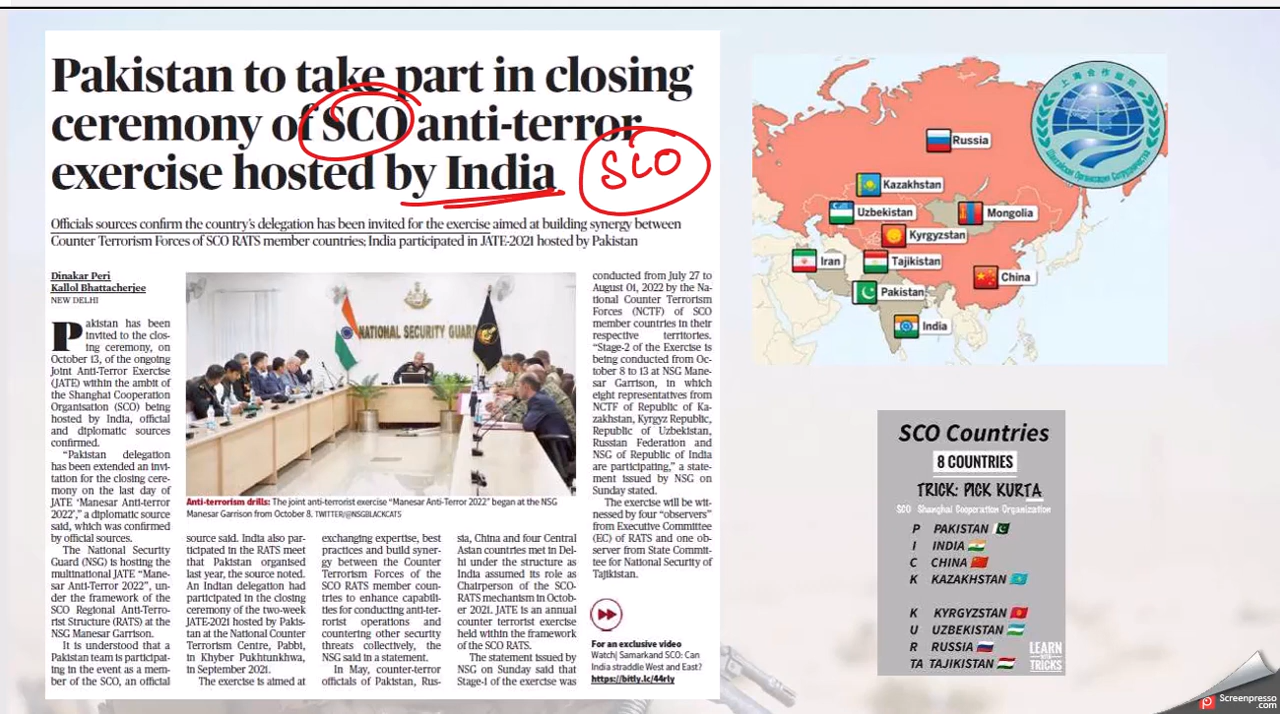 Pakistan to take part in closing
ceremony of SCO anti-terror
exercise hosted by India
SCO
Officials sources confirm the country's delegation has been invited for the exercise aimed at building synergy between
Counter Terrorism Forces of SCO RATS member countries; India participated in JATE-2021 hosted by Pakistan
Dinakar Peri
Kallol Bhattacherjee
NEW DELHI
Pakistan has been
invited to the clos-
ing ceremony, on
October 13, of the ongoing
Joint Anti-Terror Exercise
(JATE) within the ambit of
the Shanghai Cooperation
Organisation (SCO) being
hosted by India, official
and diplomatic sources
confirmed.
"Pakistan delegation
has been extended an invi-
tation for the closing cere-
mony on the last day of
JATE 'Manesar Anti-terror
2022'," a diplomatic source
said, which was confirmed
by official sources.
The National Security
Guard (NSG) is hosting the
multinational JATE "Mane-
sar Anti-Terror 2022", un-
der the framework of the
SCO Regional Anti-Terro-
rist Structure (RATS) at the
NSG Manesar Garrison.
It is understood that a
Pakistan team is participat-
ing in the event as a mem-
ber of the SCO, an official
NATIONAL SECURITY GUARD
Anti-terrorism drills: The joint anti-terrorist exercise "Manesar Anti-Terror 2022" began at the NSG
Manesar Garrison from October 8. TWITTER/@NSGBLACKCATS
source said. India also par-
ticipated in the RATS meet
that Pakistan organised
last year, the source noted.
An Indian delegation had
participated in the closing
ceremony of the two-week
JATE-2021 hosted by Pakis-
tan at the National Counter
Terrorism Centre, Pabbi,
in Khyber Pukhtunkhwa,
in September 2021.
The exercise is aimed at
exchanging expertise, best
practices and build syner-
gy between the Counter
Terrorism Forces of the
SCO RATS member coun-
tries to enhance capabili-
ties for conducting anti-ter-
ror operations and
countering other security
threats collectively, the
NSG said in a statement.
In May, counter-terror
officials of Pakistan, Rus-
sia, China and four Central
Asian countries met in Del-
hi under the structure as
India assumed its role as
Chairperson of the SCO-
RATS mechanism in Octob-
er 2021. JATE is an annual
counter terrorist exercise
held within the framework
of the SCO RATS.
The statement issued by
NSG on Sunday said that
Stage-1 of the exercise was
conducted from July 27 to
August 01, 2022 by the Na-
tional Counter Terrorism
Forces (NCTF) of SCO
member countries in their
respective territories.
"Stage-2 of the Exercise is
being conducted from Oc-
tober 8 to 13 at NSG Mane-
sar Garrison, in which
eight representatives from
NCTF of Republic of Ka-
zakhstan, Kyrgyz Republic,
Republic of Uzbekistan,
Russian Federation and
NSG of Republic of India
are participating," a state-
ment issued by NSG on
Sunday stated.
The exercise will be wit-
nessed by four "observers"
from Executive Committee
(EC) of RATS and one ob-
server from State Commit-
tee for National Security of
Tajikistan.
For an exclusive video
Watch| Samarkand SCO: Can
India straddle West and East?
https://bitly.lc/44rly
上海合作组织
Russia
Kazakhstan
Uzbekistan
Mongolia
Kyrgyzstan
Iran
Tajikistan
China
Pakistan
India
SCO Countries
8 COUNTRIES
TRICK: PICK KURTA
SCO Shanghai Cooperation Organization
P PAKISTAN
I INDIA
C CHINA
K KAZAKHSTAN
K KYRGYZSTAN
U UZBEKISTAN
R RUSSIA
TA TAJIKISTAN
LEARN
TRICKS
Screenpresso
.com